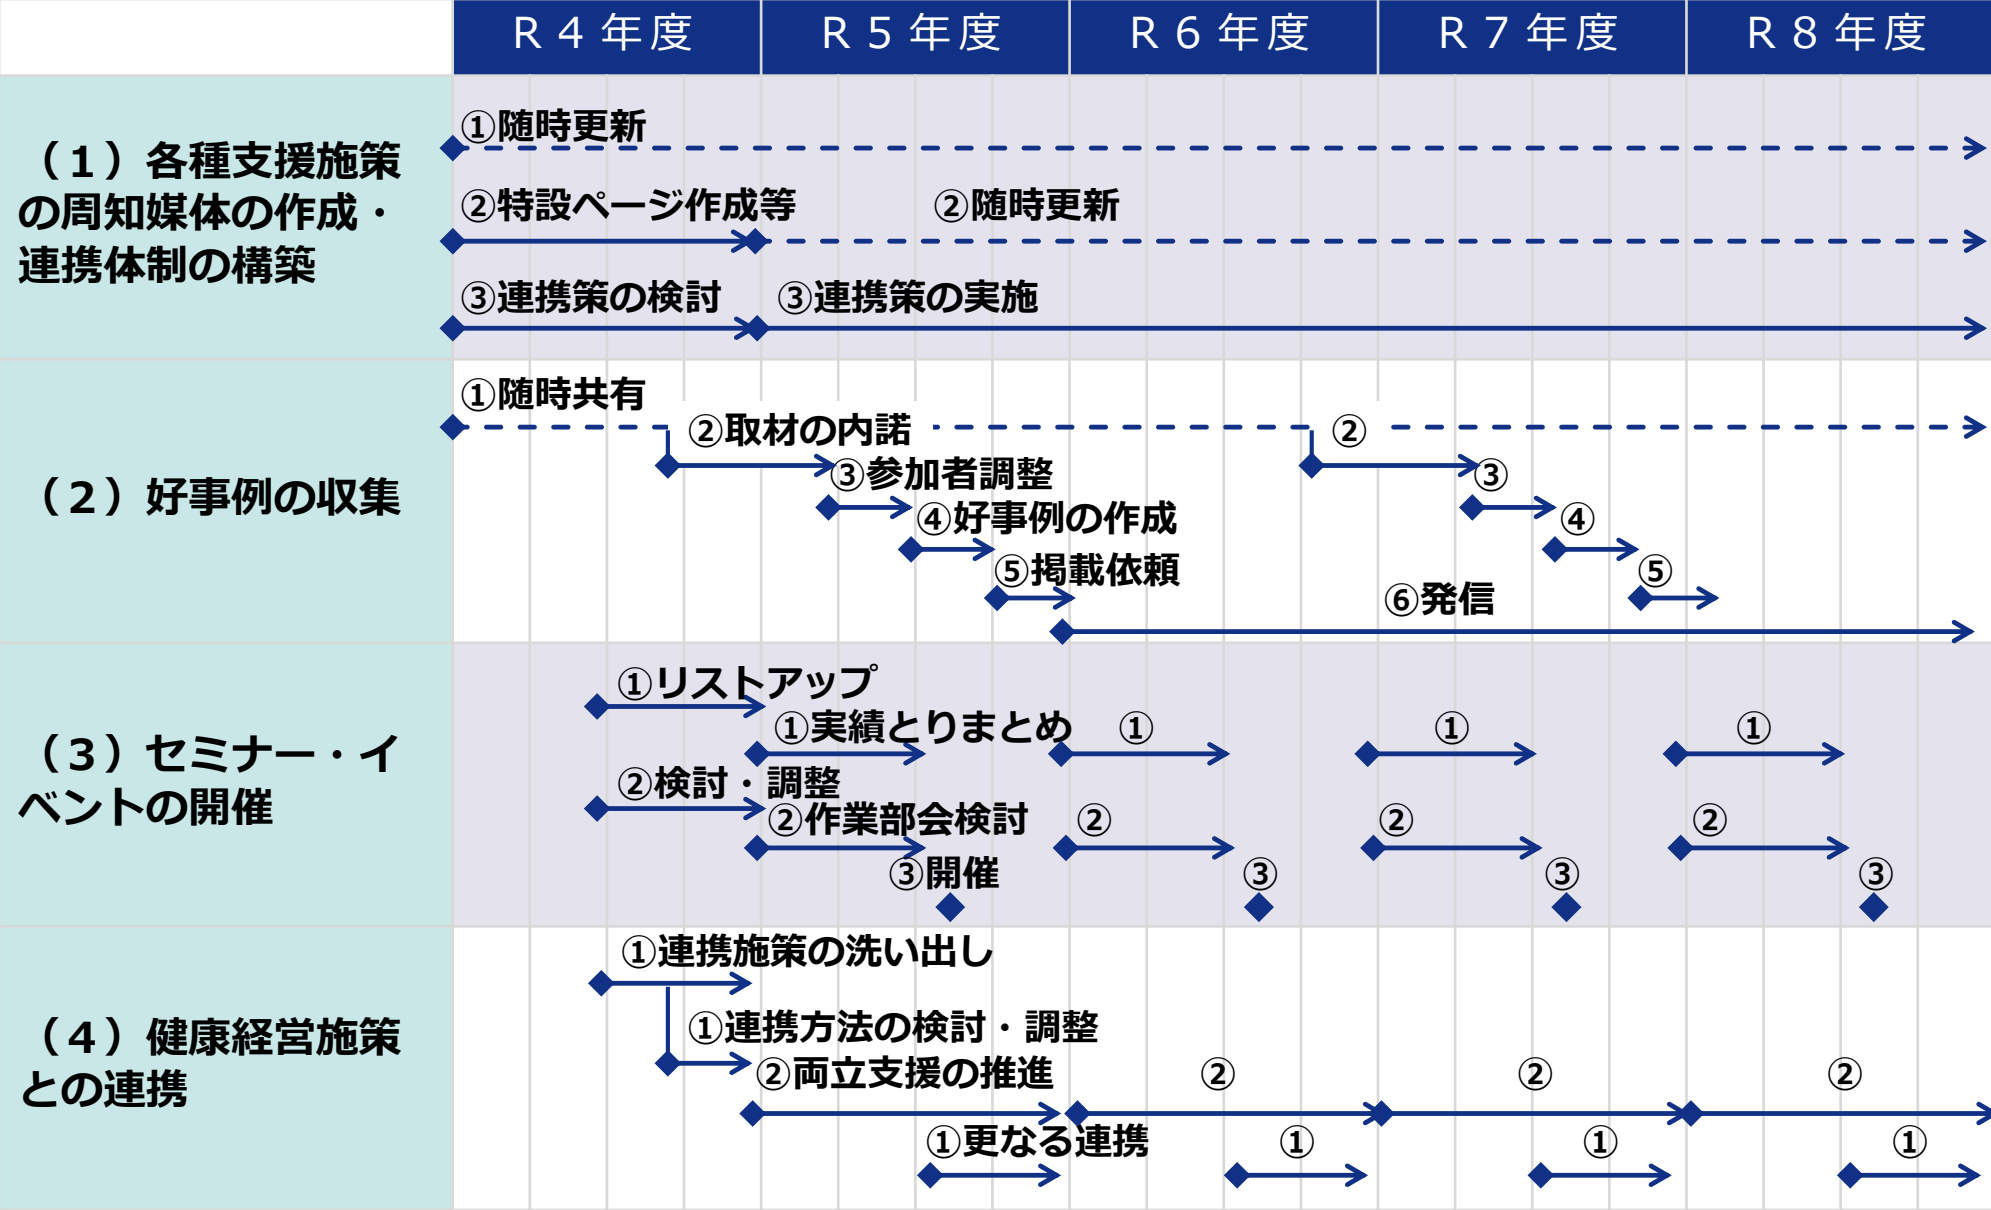 R４年度
R５年度
R６年度
R７年度
R８年度
（１）各種支援施策
の周知媒体の作成・
連携体制の構築
①随時更新
②特設ページ作成等
②随時更新
③連携策の検討
③連携策の実施
（２）好事例の収集
①随時共有
②取材の内諾
②
③参加者調整
③
④好事例の作成
④
⑤掲載依頼
⑤
⑥発信
（３）セミナー・イ
ベントの開催
①リストアップ
①実績とりまとめ
①
①
①
②検討・調整
②作業部会検討
②
②
②
③開催
③
③
③
（４）健康経営施策
との連携
①連携施策の洗い出し
①連携方法の検討・調整
②両立支援の推進
②
②
②
①更なる連携
①
①
①